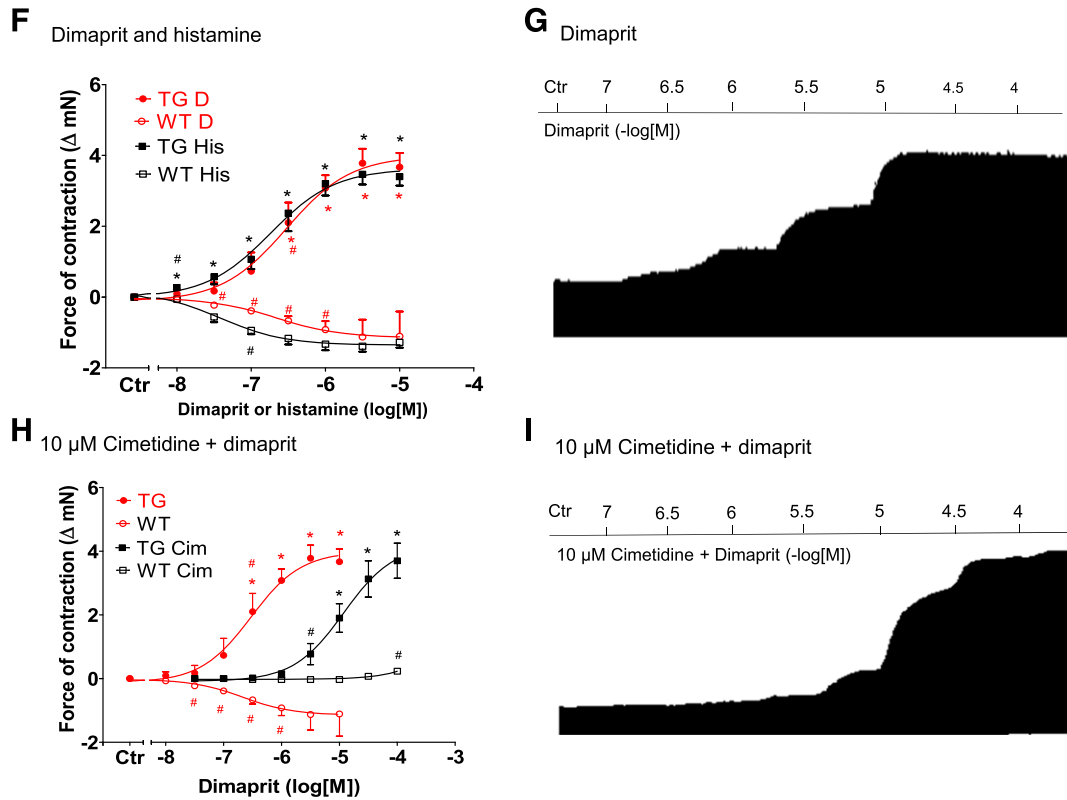 F
Dimaprit and histamine
6
4
2
0
-2
Force of contraction (Δ mN)
TG D
WT D
TG His
WT His
# * * * * * * * *
* # * * *
# # # # #
Ctr -8 -7 -6 -5 -4
Dimaprit or histamine (log[M])
G
Dimaprit
Ctr 7 6.5 6 5.5 5 4.5 4
Dimaprit (-log[M])
H
10 µM Cimetidine + dimaprit
6
4
2
0
-2
Force of contraction (Δ mN)
TG
WT
TG Cim
WT Cim
# * * * * * *
# * #
# # # #
Ctr -8 -7 -6 -5 -4 -3
Dimaprit (log[M])
I
10 µM Cimetidine + dimaprit
Ctr 7 6.5 6 5.5 5 4.5 4
10 µM Cimetidine + Dimaprit (-log[M])